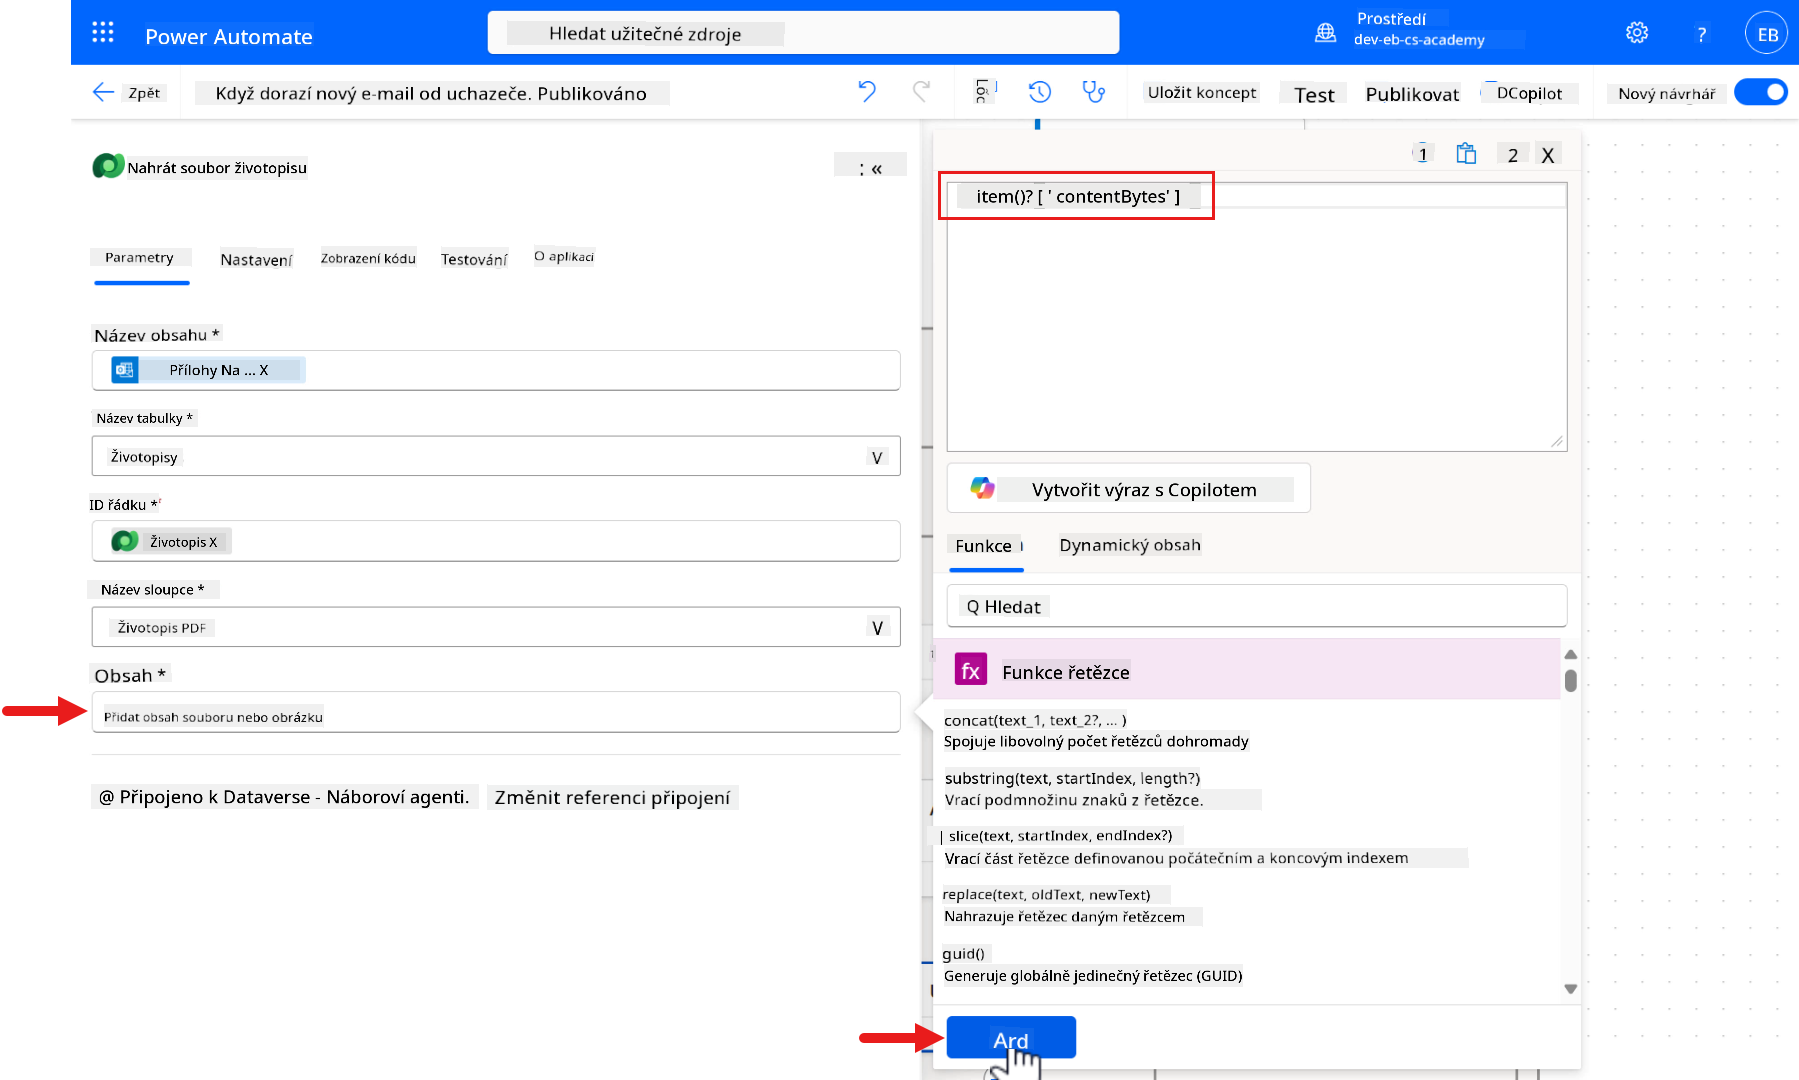 Power Automate
Hledat užitečné zdroje
Prostředí
dev-eb-cs-academy
?
EB
Zpět
Když dorazí nový e-mail od uchazeče. Publikováno
Uložit koncept
Test
Publikovat
DCopilot
Nový návrhář
Nahrát soubor životopisu
: «
Parametry
Nastavení
Zobrazení kódu
Testování
O aplikaci
Název obsahu *
Přílohy Na ... X
Název tabulky *
Životopisy
V
ID řádku *
Životopis X
Název sloupce *
Životopis PDF
V
Obsah *
Přidat obsah souboru nebo obrázku
@ Připojeno k Dataverse - Náboroví agenti.
Změnit referenci připojení
1
2
X
item()? [ ' contentBytes' ]
Vytvořit výraz s Copilotem
Funkce
Dynamický obsah
Q Hledat
fx
Funkce řetězce
concat(text_1, text_2?, ... )
Spojuje libovolný počet řetězců dohromady
substring(text, startIndex, length?)
Vrací podmnožinu znaků z řetězce.
| slice(text, startIndex, endIndex?)
Vrací část řetězce definovanou počátečním a koncovým indexem
replace(text, oldText, newText)
Nahrazuje řetězec daným řetězcem
guid()
Generuje globálně jedinečný řetězec (GUID)
Ard